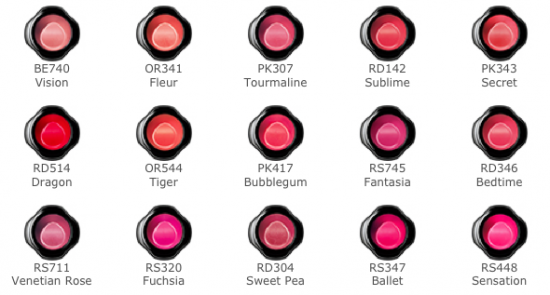 BE740 OR341 PK307 RD142 PK343
Vision Fleur Tourmaline Sublime Secret
RD514 OR544 PK417 RS745 RD346
Dragon Tiger Bubblegum Fantasia Bedtime
RS711 RS320 RD304 RS347 RS448
Venetian Rose Fuchsia Sweet Pea Ballet Sensation